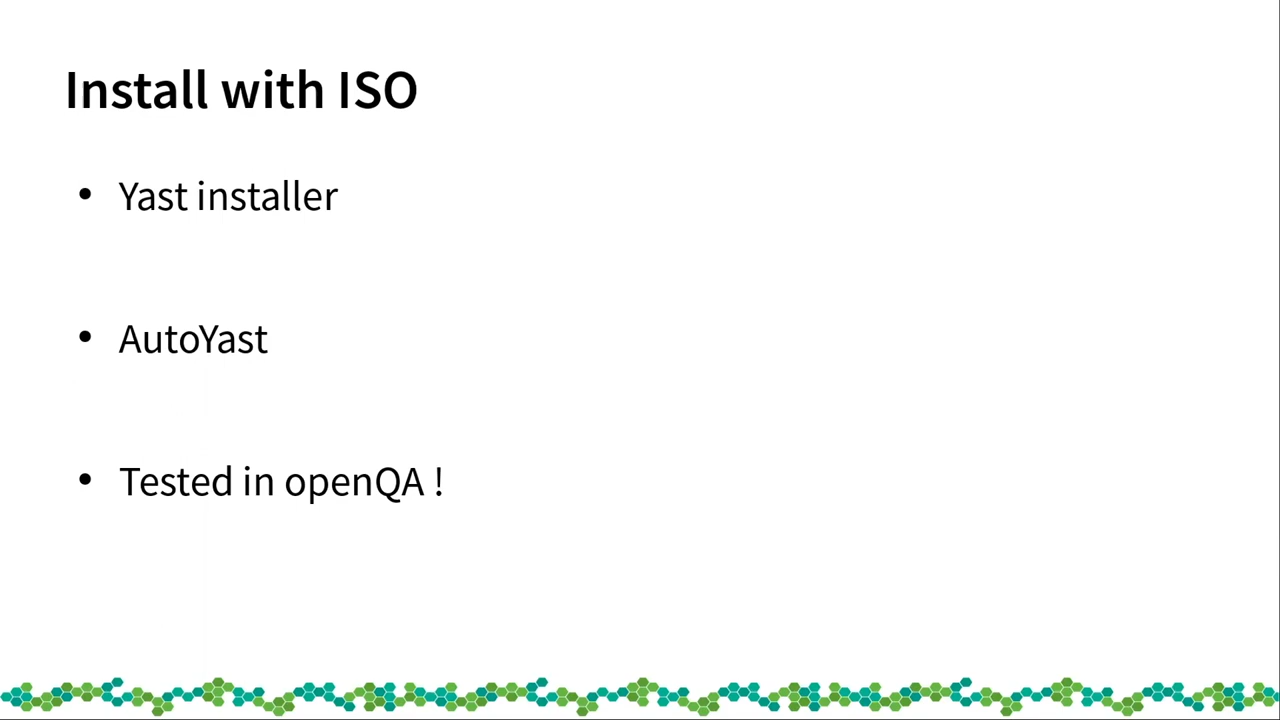 Install with ISO
• Yast installer
• AutoYast
• Tested in openQA !